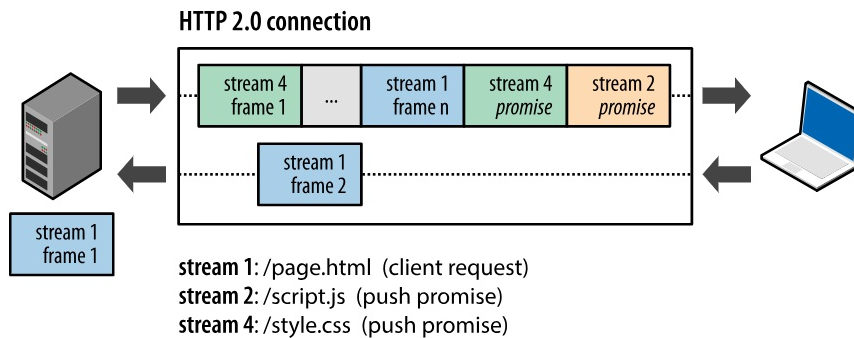 HTTP 2.0 connection
stream 4
frame 1
...
stream 1
frame n
stream 4
promise
stream 2
promise
stream 1
frame 2
stream 1
frame 1
stream 1: /page.html (client request)
stream 2: /script.js (push promise)
stream 4: /style.css (push promise)